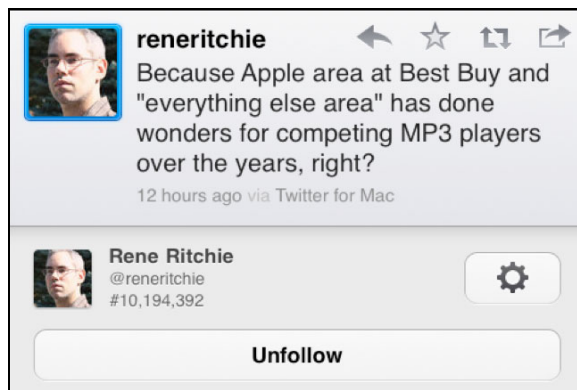 reneritchie
Because Apple area at Best Buy and
"everything else area" has done
wonders for competing MP3 players
over the years, right?
12 hours ago via Twitter for Mac
Rene Ritchie
@reneritchie
#10,194,392
Unfollow